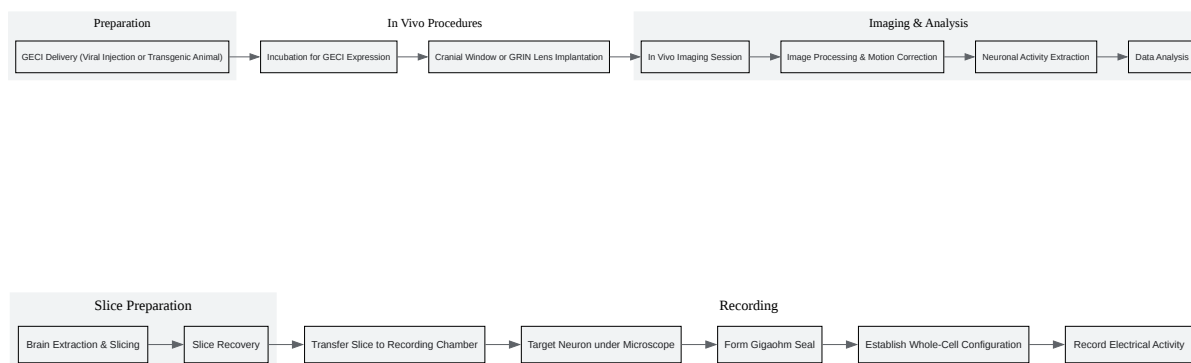 Preparation
In Vivo Procedures
Imaging & Analysis
GECI Delivery (Viral Injection or Transgenic Animal)
Incubation for GECI Expression
Cranial Window or GRIN Lens Implantation
In Vivo Imaging Session
Image Processing & Motion Correction
Neuronal Activity Extraction
Data Analysis
Slice Preparation
Recording
Brain Extraction & Slicing
Slice Recovery
Transfer Slice to Recording Chamber
Target Neuron under Microscope
Form Gigaohm Seal
Establish Whole-Cell Configuration
Record Electrical Activity